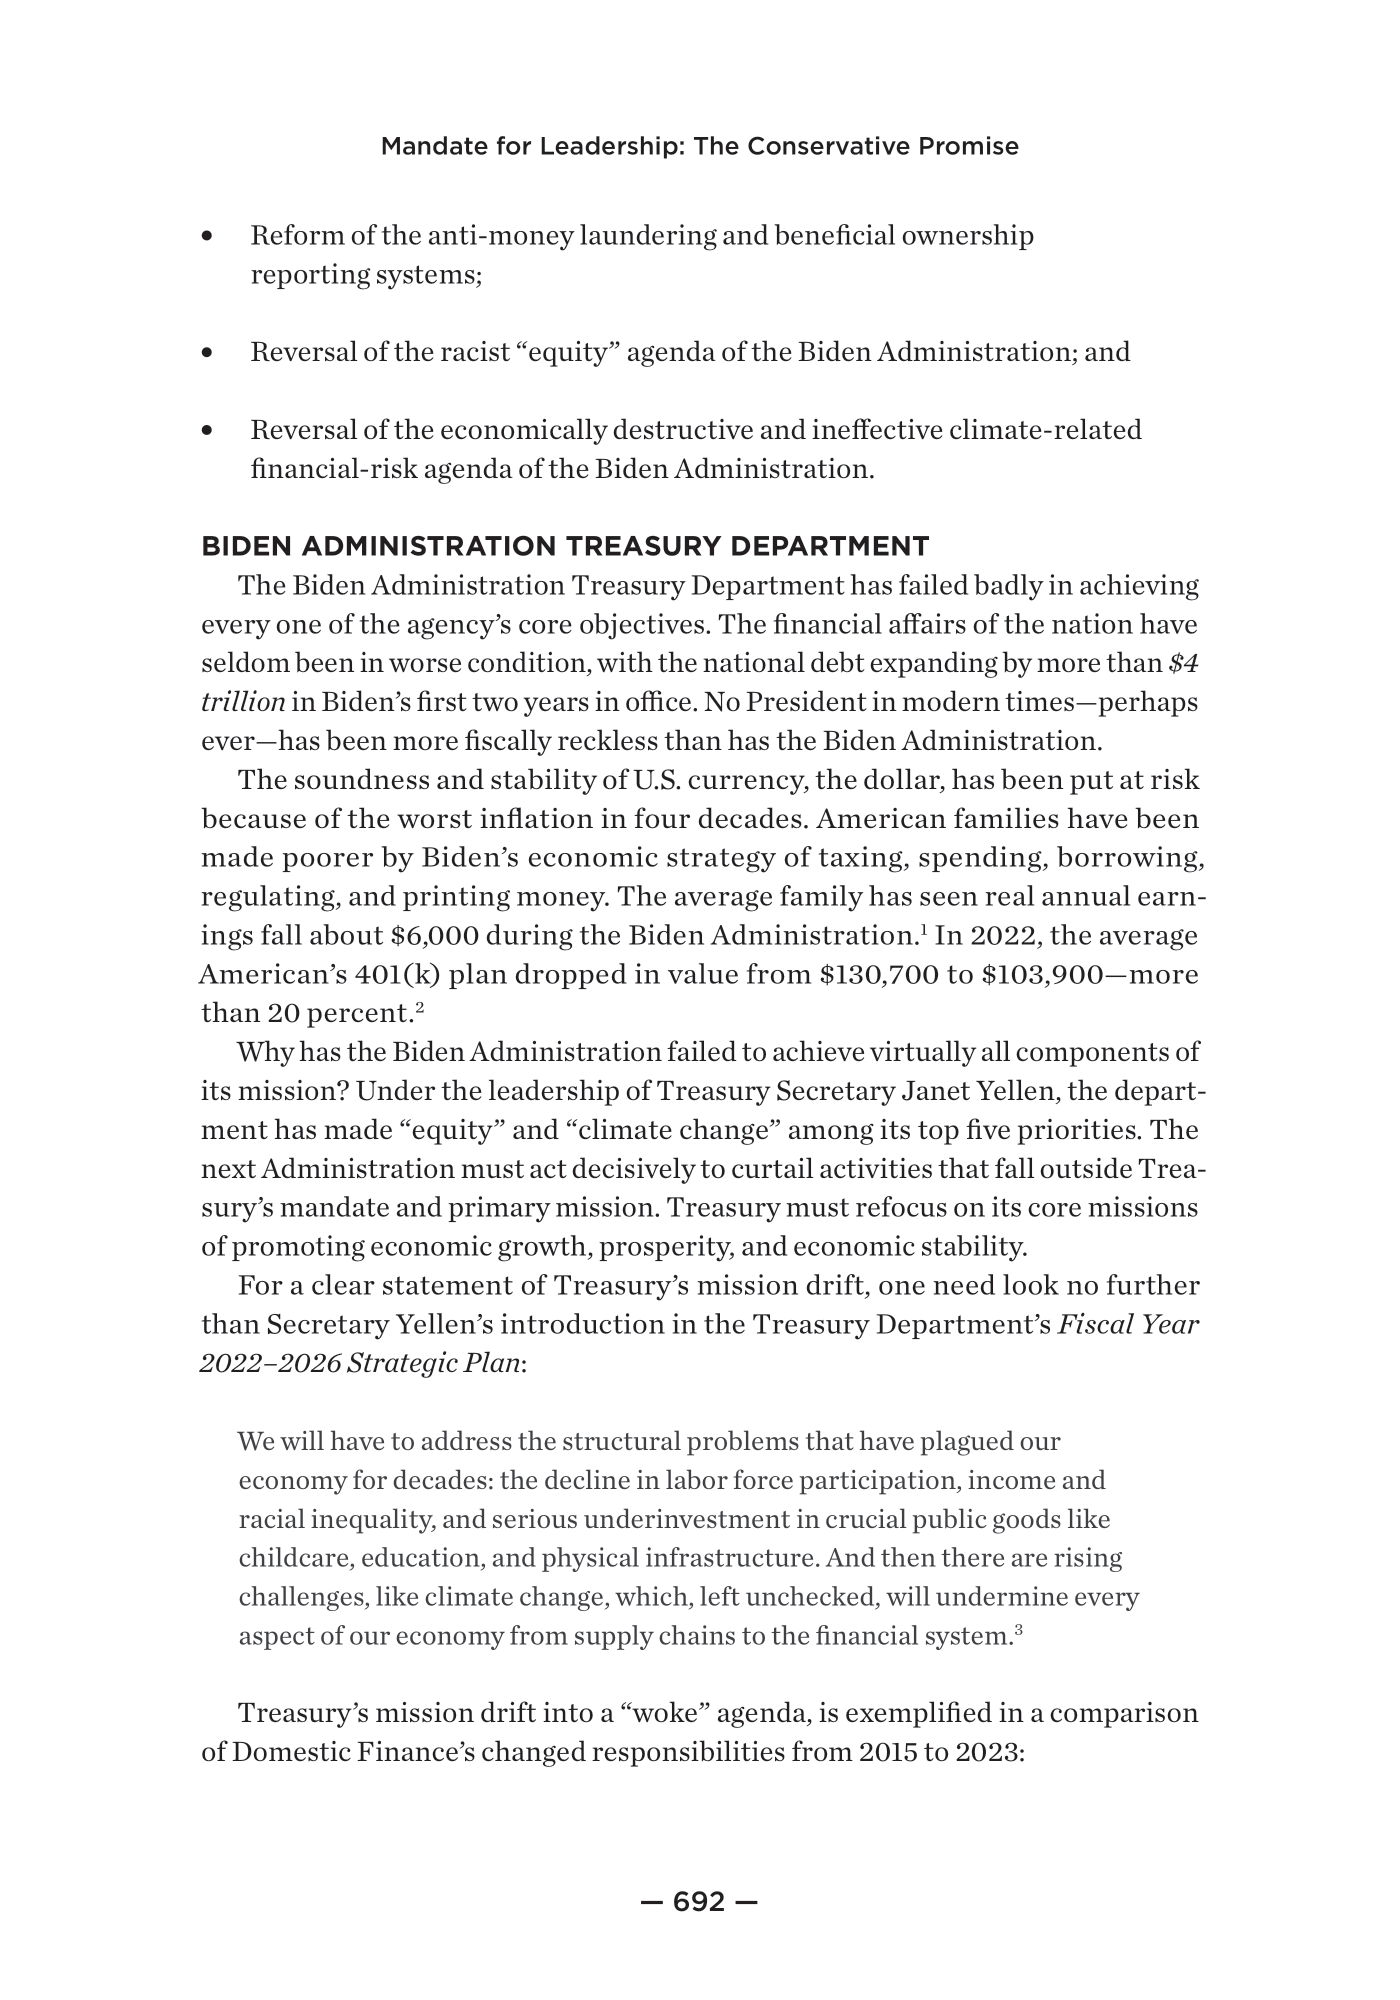 Mandate for Leadership: The Conservative Promise
• Reform of the anti-money laundering and beneficial ownership
reporting systems;
• Reversal of the racist “equity” agenda of the Biden Administration; and
• Reversal of the economically destructive and ineffective climate-related
financial-risk agenda of the Biden Administration.
BIDEN ADMINISTRATION TREASURY DEPARTMENT
The Biden Administration Treasury Department has failed badly in achieving
every one of the agency’s core objectives. The financial affairs of the nation have
seldom been in worse condition, with the national debt expanding by more than $4
trillion in Biden’s first two years in office. No President in modern times—perhaps
ever—has been more fiscally reckless than has the Biden Administration.
The soundness and stability of U.S. currency, the dollar, has been put at risk
because of the worst inflation in four decades. American families have been
made poorer by Biden’s economic strategy of taxing, spending, borrowing,
regulating, and printing money. The average family has seen real annual earn-
ings fall about $6,000 during the Biden Administration.¹ In 2022, the average
American’s 401(k) plan dropped in value from $130,700 to $103,900—more
than 20 percent.²
Why has the Biden Administration failed to achieve virtually all components of
its mission? Under the leadership of Treasury Secretary Janet Yellen, the depart-
ment has made “equity” and “climate change” among its top five priorities. The
next Administration must act decisively to curtail activities that fall outside Trea-
sury’s mandate and primary mission. Treasury must refocus on its core missions
of promoting economic growth, prosperity, and economic stability.
For a clear statement of Treasury’s mission drift, one need look no further
than Secretary Yellen’s introduction in the Treasury Department’s Fiscal Year
2022–2026 Strategic Plan:
We will have to address the structural problems that have plagued our
economy for decades: the decline in labor force participation, income and
racial inequality, and serious underinvestment in crucial public goods like
childcare, education, and physical infrastructure. And then there are rising
challenges, like climate change, which, left unchecked, will undermine every
aspect of our economy from supply chains to the financial system.³
Treasury’s mission drift into a “woke” agenda, is exemplified in a comparison
of Domestic Finance’s changed responsibilities from 2015 to 2023:
— 692 —